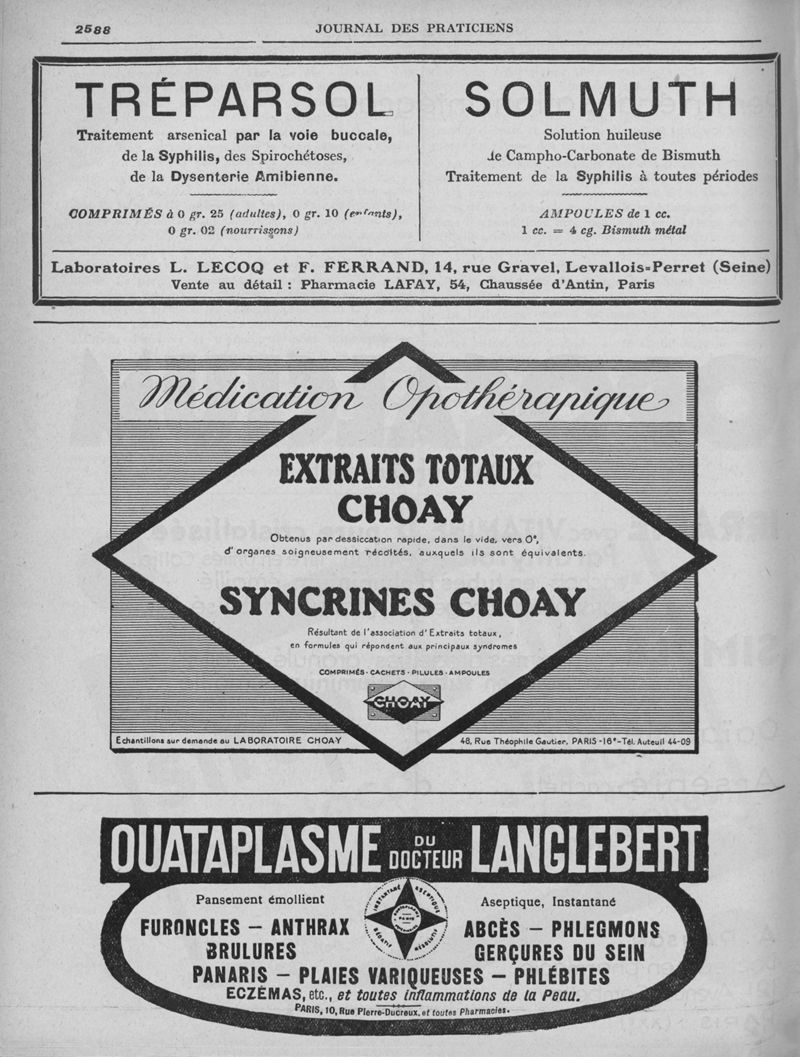 2588
JOURNAL DES PRATICIENS
TRÉPARSOL
Traitement arsenical par la voie buccale,
de la Syphilis, des Spirochétoses,
de la Dysenterie Amibienne.
COMPRIMÉS à 0 gr. 25 (adultes), 0 gr. 10 (enfants),
0 gr. 02 (nourrissons)
SOLMUTH
Solution huileuse
de Campho-Carbonate de Bismuth
Traitement de la Syphilis à toutes périodes
AMPOULES de 1 cc.
1 cc. = 4 cg. Bismuth métal
Laboratoires L. LECOQ et F. FERRAND, 14, rue Gravel, Levallois-Perret (Seine)
Vente au détail : Pharmacie LAFAY, 54, Chaussée d'Antin, Paris
Médication Opothérapique
EXTRAITS TOTAUX
CHOAY
Obtenus par dessiccation rapide, dans le vide, vers 0°,
d'organes soigneusement récoltés, auxquels ils sont équivalents.
SYNCRINES CHOAY
Résultant de l'association d'Extraits totaux,
en formules qui répondent aux principaux syndromes
COMPRIMÉS - CACHETS - PILULES - AMPOULES
CHOAY
Echantillons sur demande au LABORATOIRE CHOAY
48, Rue Théophile Gautier, PARIS -16e-Tél. Auteuil 44-09
OUATAPLASME DU DOCTEUR LANGLEBERT
Pansement émollient
Aseptique, Instantané
INSTANTANÉ ASEPTIQUE
SÉDATIF RÉSOLUTIF
FURONCLES — ANTHRAX
BRULURES
ABCÈS — PHLEGMONS
GERÇURES DU SEIN
PANARIS — PLAIES VARIQUEUSES — PHLÉBITES
ECZÉMAS, etc., et toutes inflammations de la Peau.
PARIS, 10, Rue Pierre-Ducreux, et toutes Pharmacies.